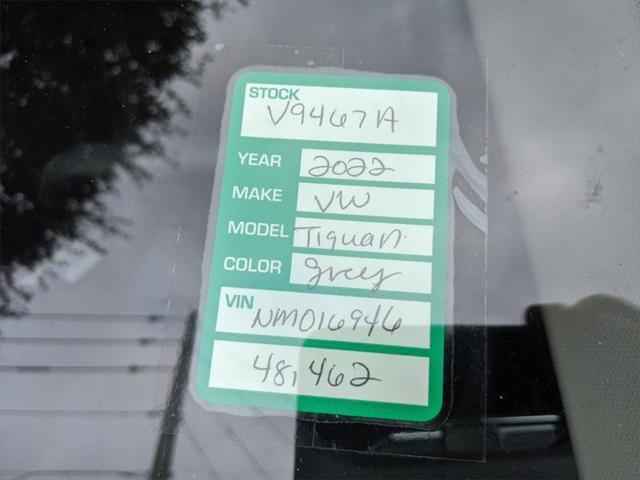 STOCK
V9467A
YEAR 2022
MAKE VW
MODEL Tiguan
COLOR grey
VIN
NM016946
48,462